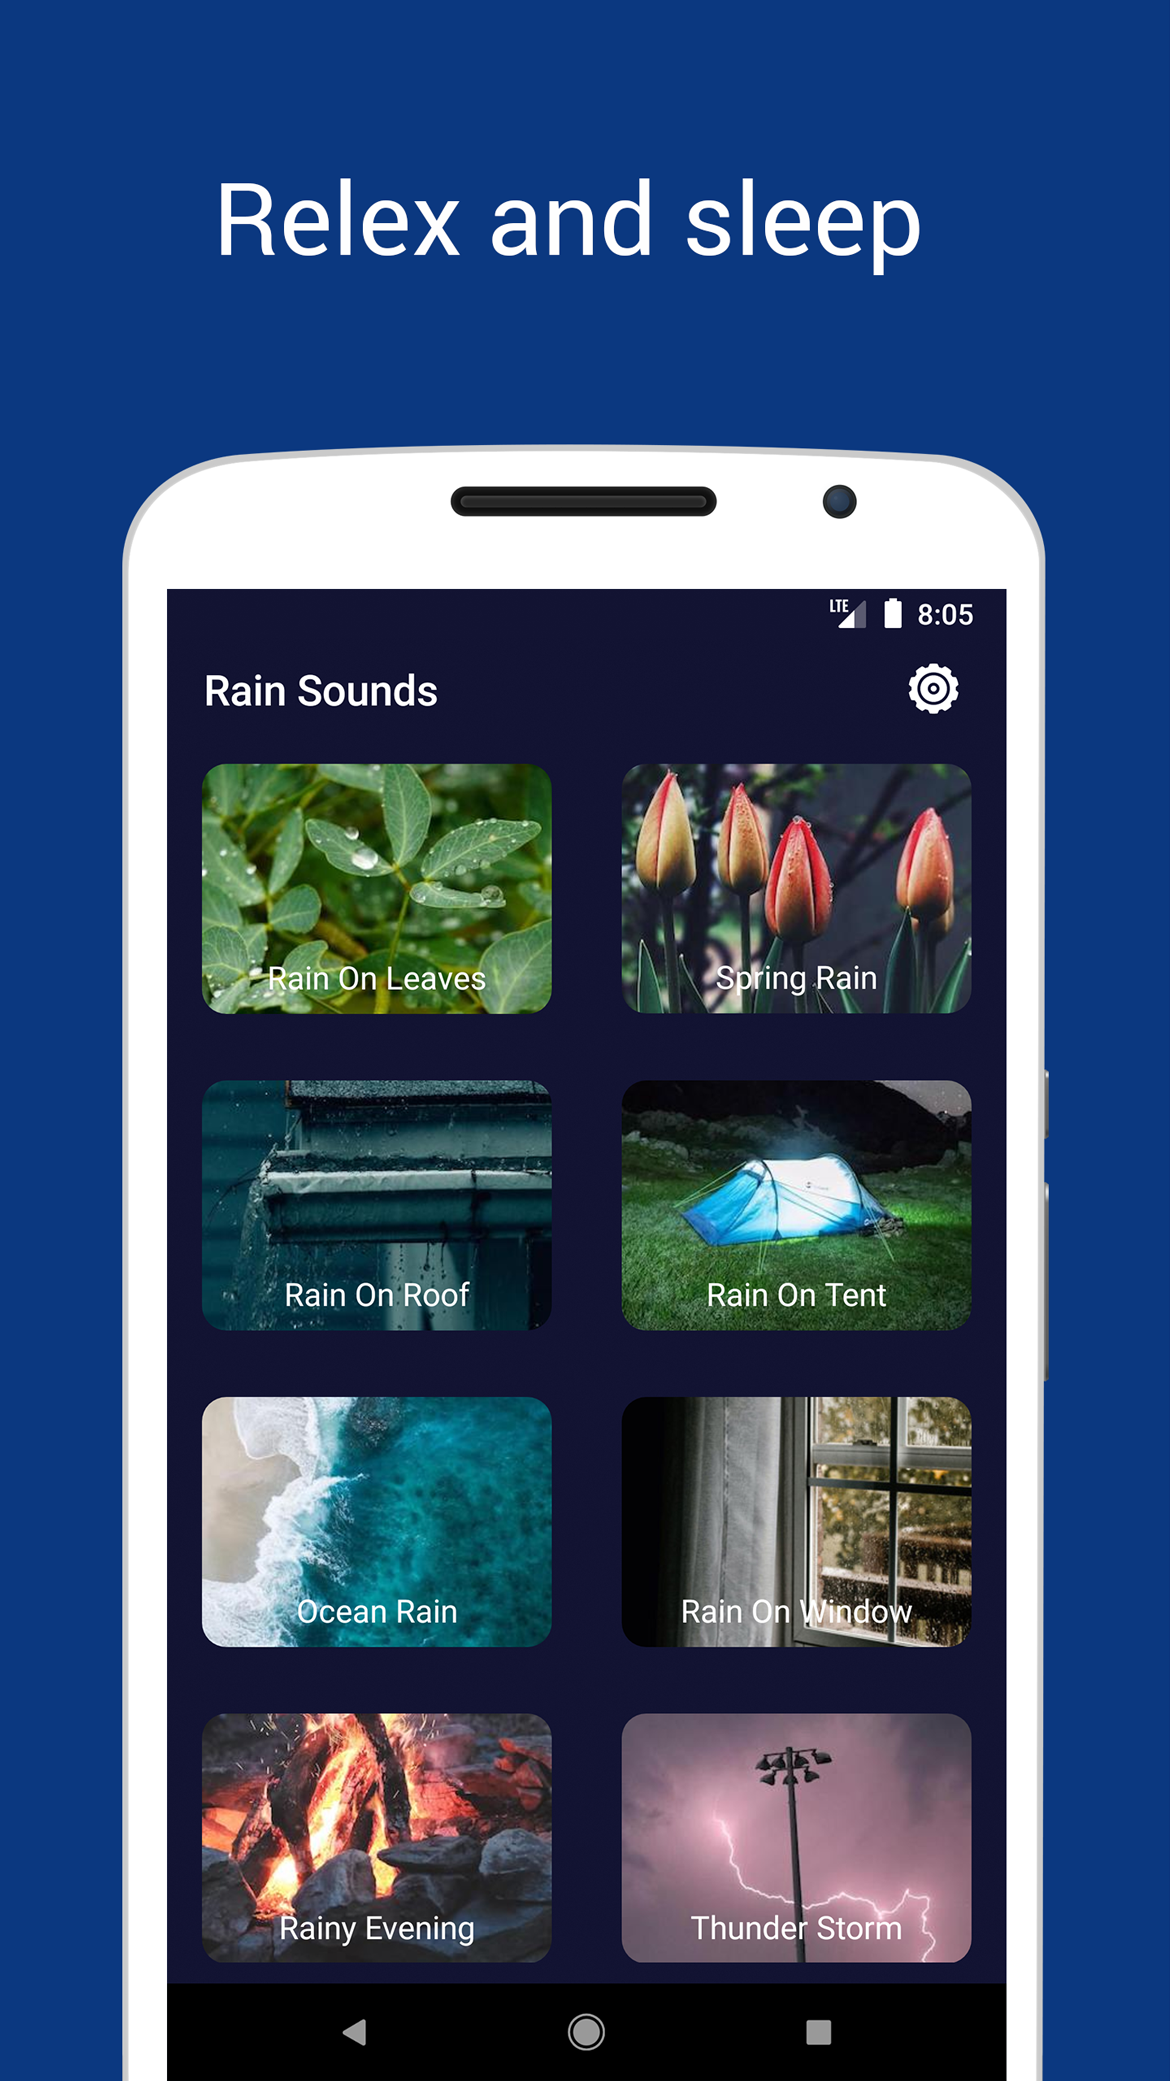 Relex and sleep
LTE 8:05
Rain Sounds
Rain On Leaves
Spring Rain
Rain On Roof
Rain On Tent
Ocean Rain
Rain On Window
Rainy Evening
Thunder Storm